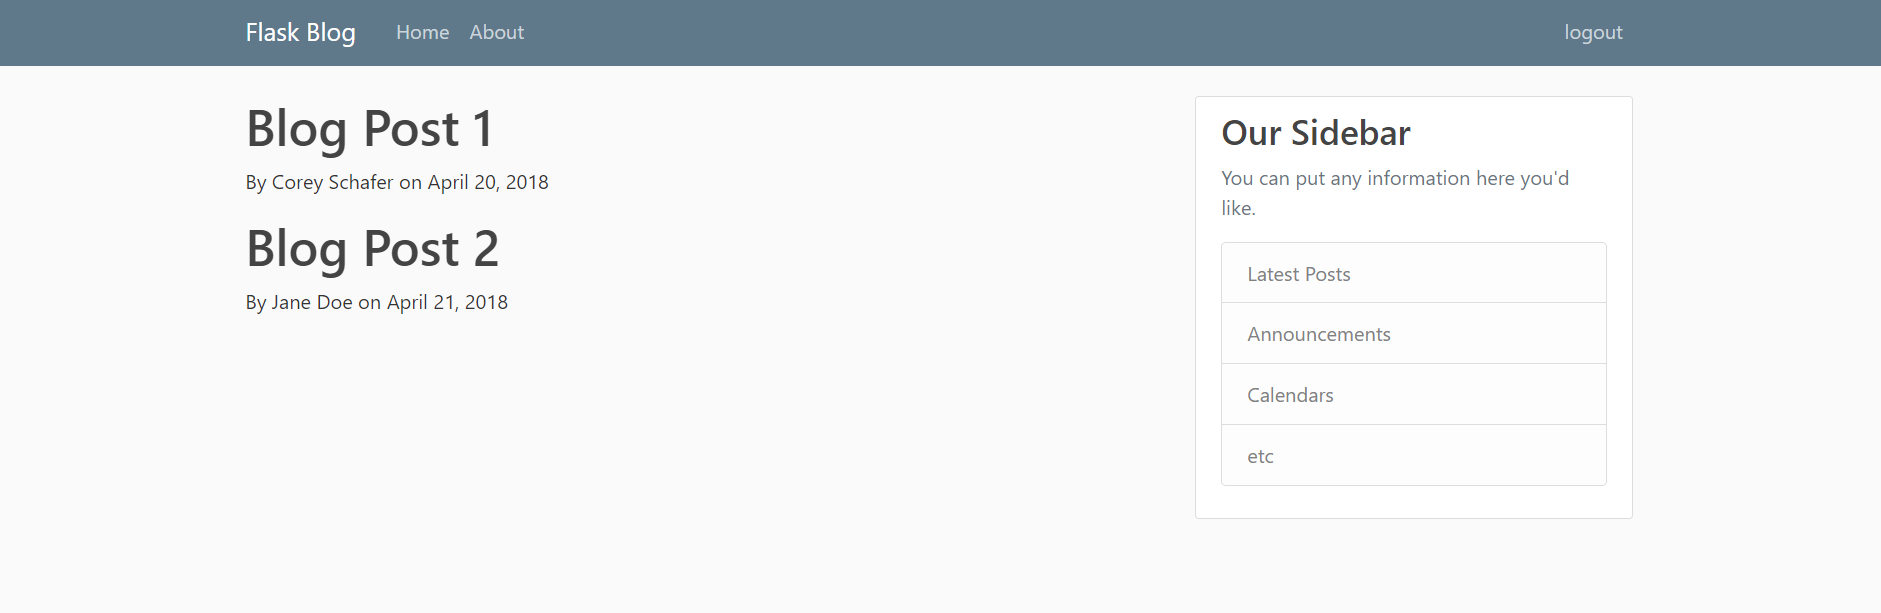 Flask Blog Home About logout
Blog Post 1
By Corey Schafer on April 20, 2018
Blog Post 2
By Jane Doe on April 21, 2018
Our Sidebar
You can put any information here you'd
like.
Latest Posts
Announcements
Calendars
etc